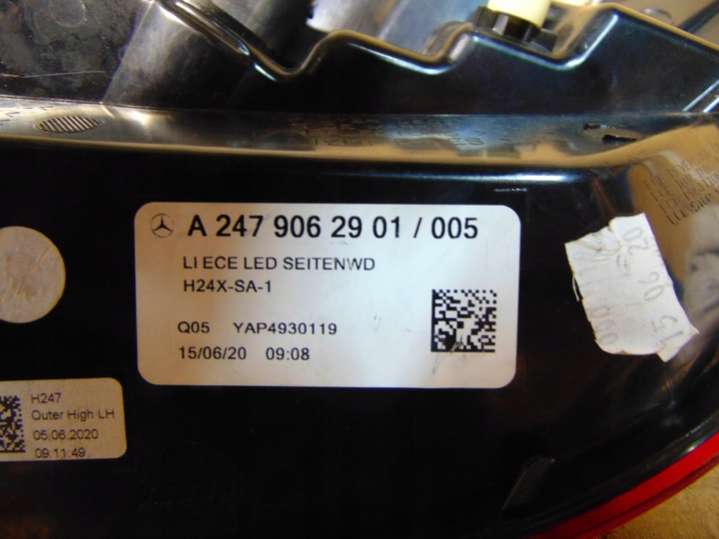 A 247 906 29 01 / 005
LI ECE LED SEITENWD
H24X-SA-1
Q05 YAP4930119
15/06/20 09:08
H247
Outer High LH
05.06.2020
09:11:49